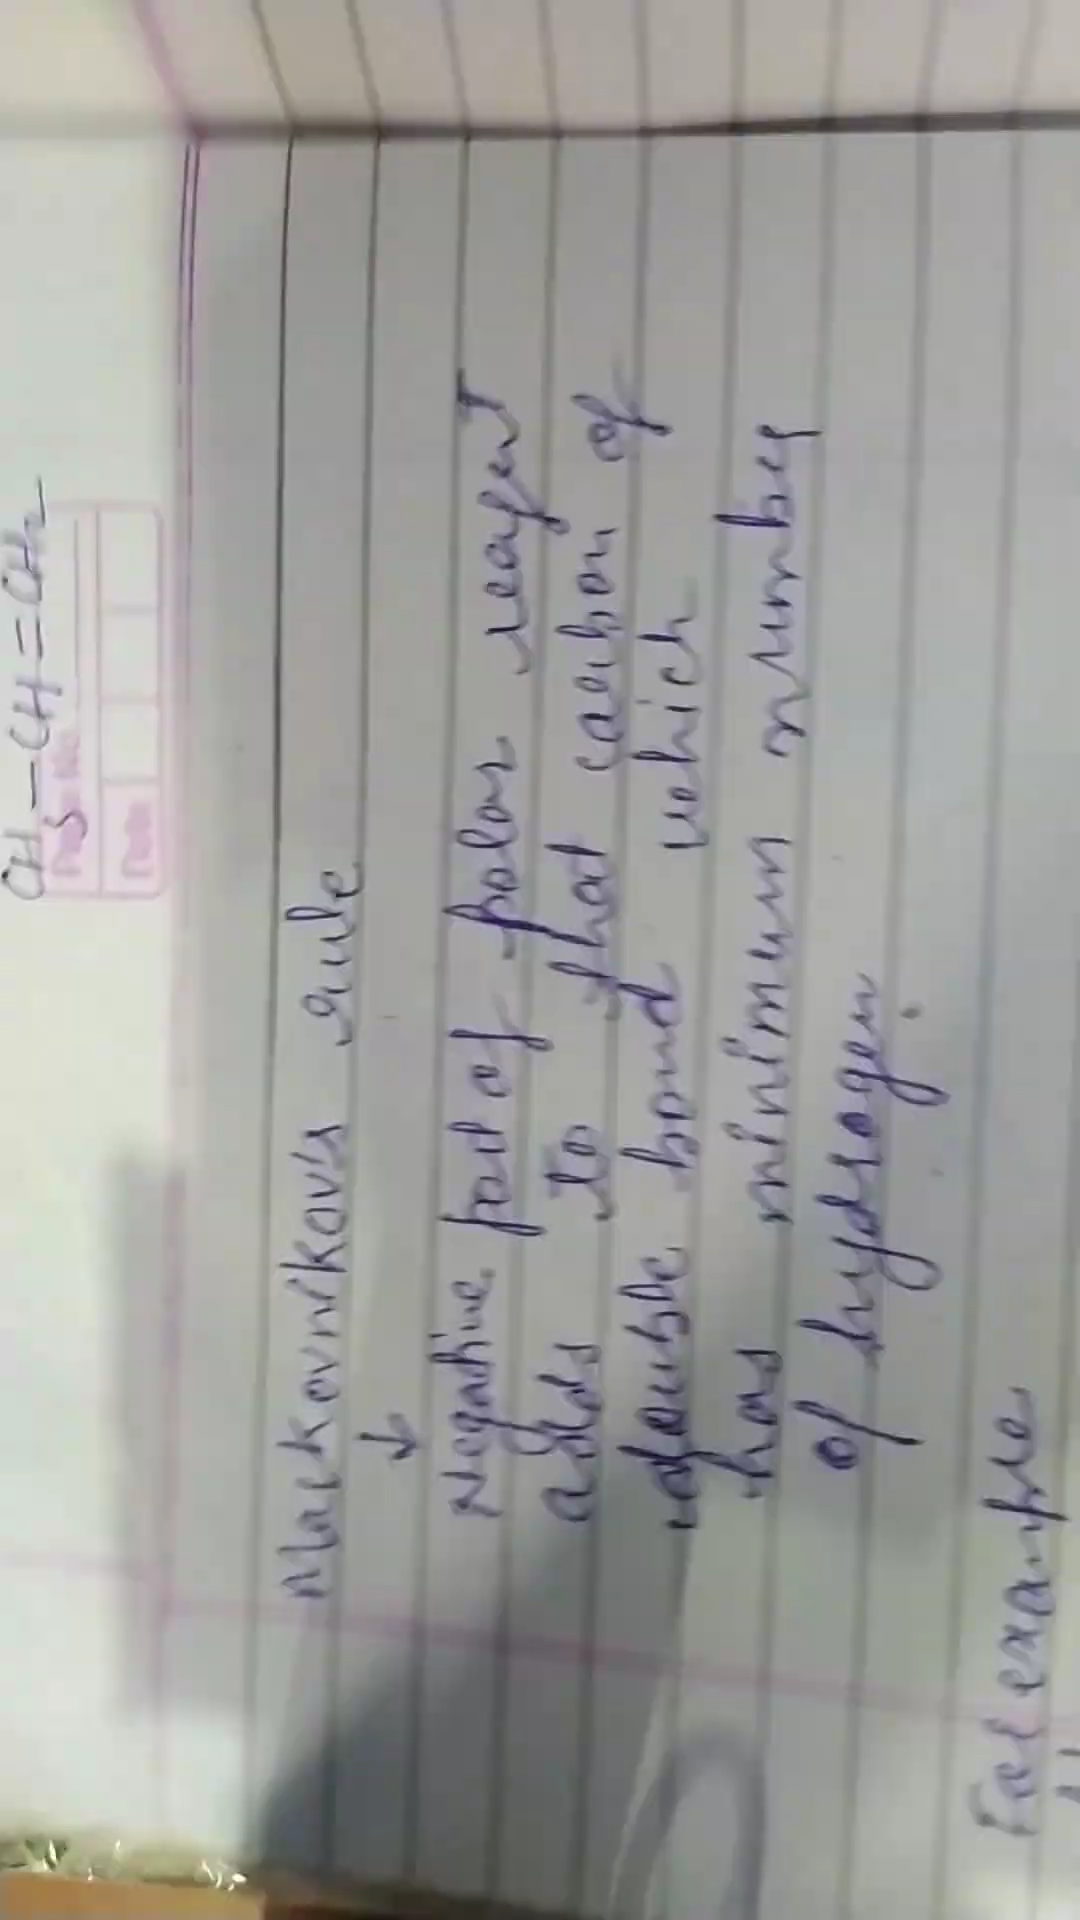 CH₃-CH=CH₂
Page No.
Date
Markovnikov's rule
↓
Negative part of polar reagent
adds to that carbon of
double bond which
has minimum number
of hydrogen.
For example